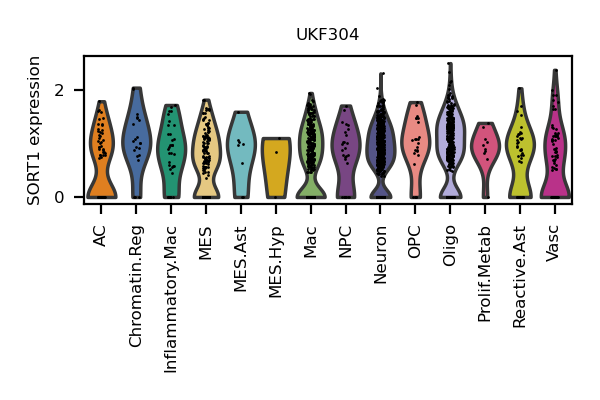 UKF304
SORT1 expression
2
0
AC
Chromatin.Reg
Inflammatory.Mac
MES
MES.Ast
MES.Hyp
Mac
NPC
Neuron
OPC
Oligo
Prolif.Metab
Reactive.Ast
Vasc